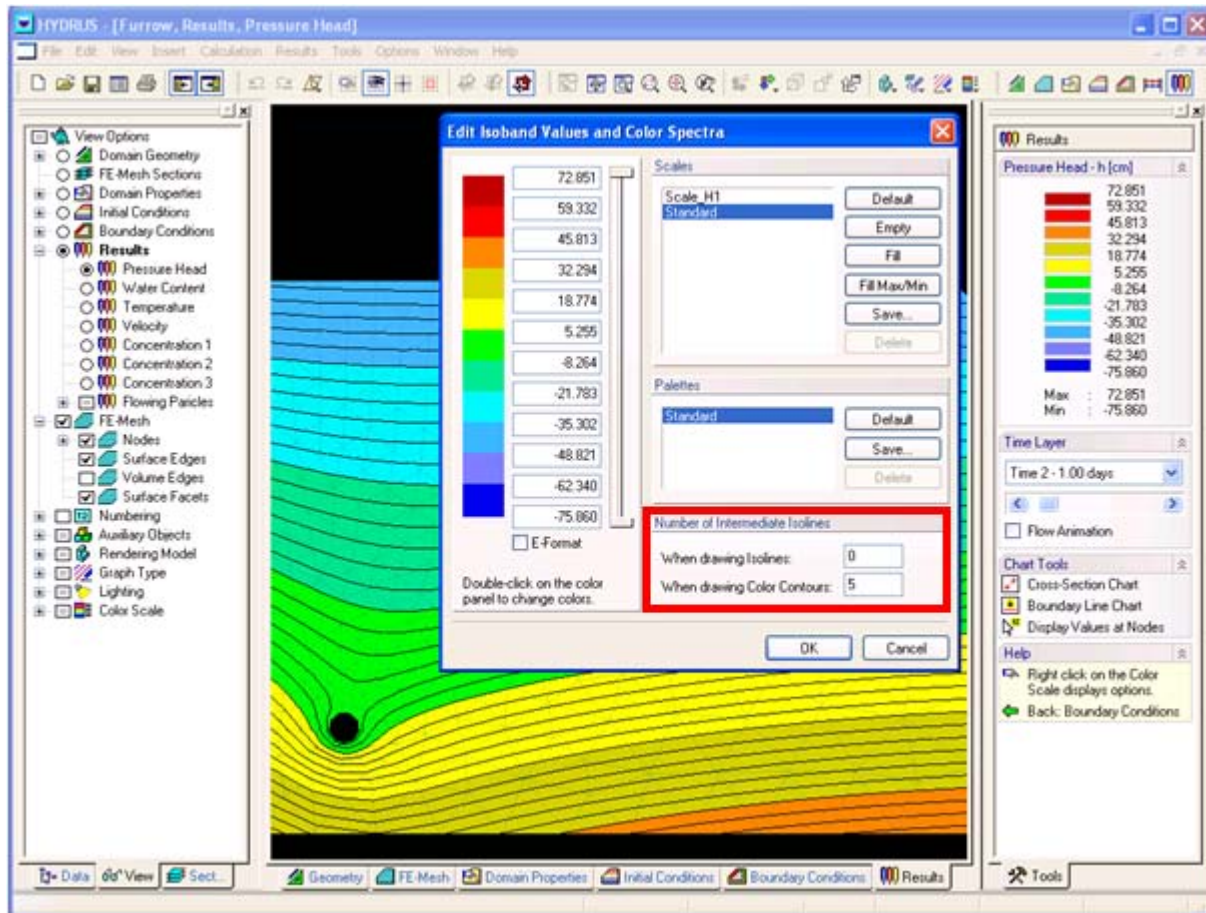 HYDRUS - [Furrow, Results, Pressure Head]
File Edit View Insert Calculation Results Tools Options Window Help
View Options
Domain Geometry
FE-Mesh Sections
Domain Properties
Initial Conditions
Boundary Conditions
Results
Pressure Head
Water Content
Temperature
Velocity
Concentration 1
Concentration 2
Concentration 3
Flowing Paricles
FE-Mesh
Nodes
Surface Edges
Volume Edges
Surface Facets
Numbering
Auxiliary Objects
Rendering Model
Graph Type
Lighting
Color Scale
Data View Sect...
Edit Isoband Values and Color Spectra
72.851
59.332
45.813
32.294
18.774
5.255
-8.264
-21.783
-35.302
-48.821
-62.340
-75.860
E-Format
Double-click on the color
panel to change colors.
Scales
Scale_H1
Standard
Default
Empty
Fill
Fill Max/Min
Save...
Delete
Palettes
Standard
Default
Save...
Delete
Number of Intermediate Isolines
When drawing Isolines: 0
When drawing Color Contours: 5
OK Cancel
Geometry FE-Mesh Domain Properties Initial Conditions Boundary Conditions Results
Results
Pressure Head - h [cm]
72.851
59.332
45.813
32.294
18.774
5.255
-8.264
-21.783
-35.302
-48.821
-62.340
-75.860
Max : 72.851
Min : -75.860
Time Layer
Time 2 - 1.00 days
Flow Animation
Chart Tools
Cross-Section Chart
Boundary Line Chart
Display Values at Nodes
Help
Right click on the Color
Scale displays options.
Back: Boundary Conditions
Tools